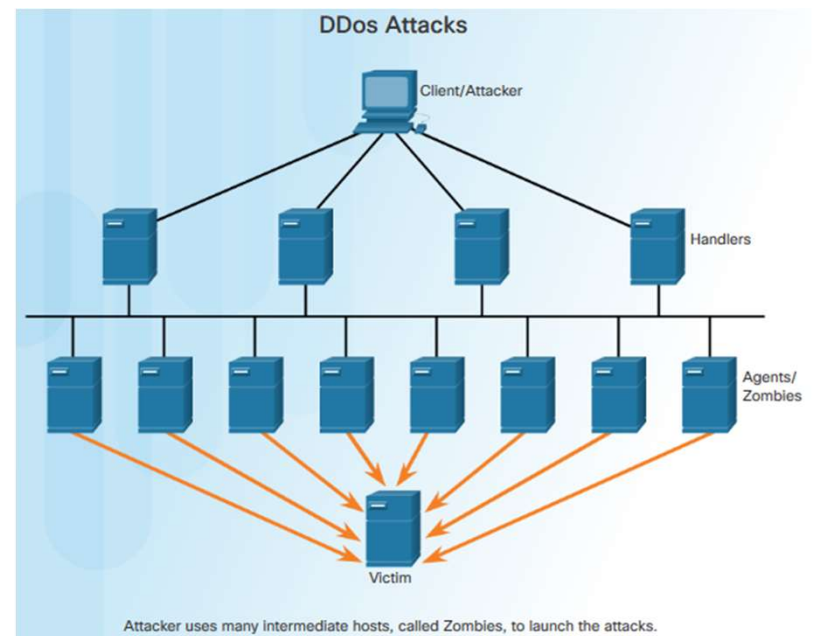 DDos Attacks
Client/Attacker
Handlers
Agents/
Zombies
Victim
Attacker uses many intermediate hosts, called Zombies, to launch the attacks.